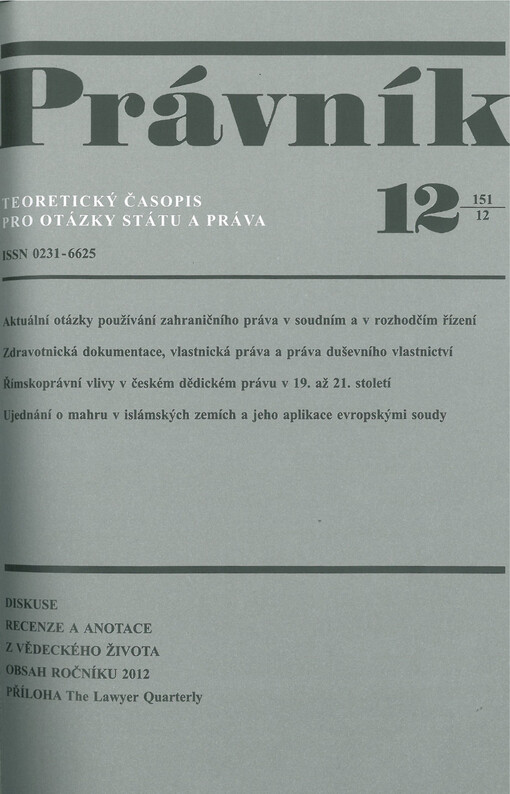 Právník
TEORETICKÝ ČASOPIS
PRO OTÁZKY STÁTU A PRÁVA
12 151
12
ISSN 0231-6625
Aktuální otázky používání zahraničního práva v soudním a v rozhodčím řízení
Zdravotnická dokumentace, vlastnická práva a práva duševního vlastnictví
Římskoprávní vlivy v českém dědickém právu v 19. až 21. století
Ujednání o mahru v islámských zemích a jeho aplikace evropskými soudy
DISKUSE
RECENZE A ANOTACE
Z VĚDECKÉHO ŽIVOTA
OBSAH ROČNÍKU 2012
PŘÍLOHA The Lawyer Quarterly